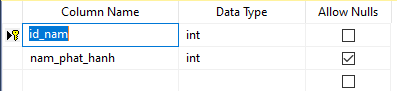 Column Name Data Type Allow Nulls
id_nam int
nam_phat_hanh int